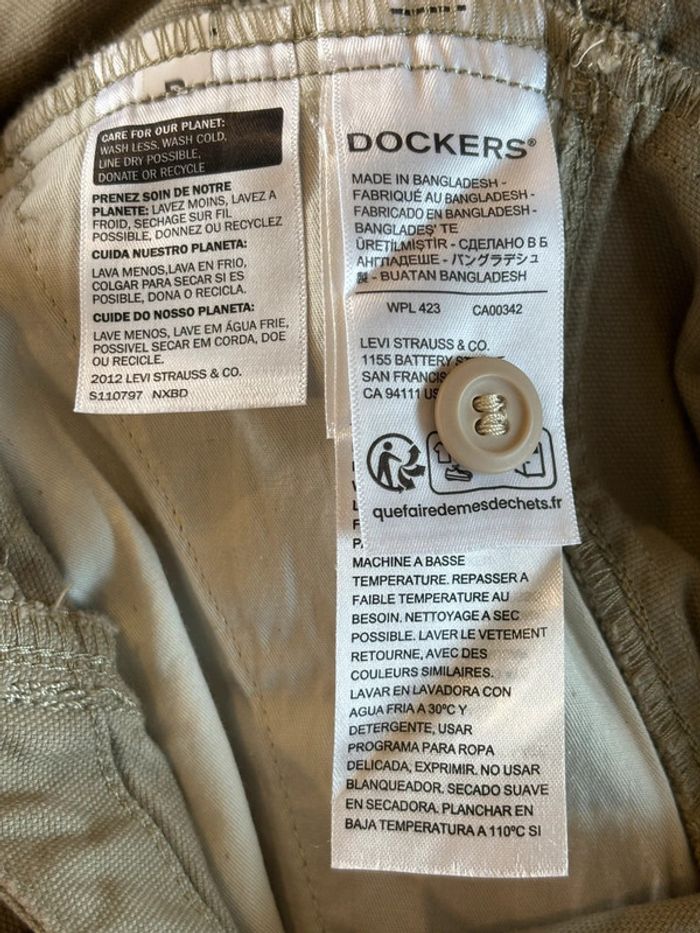 CARE FOR OUR PLANET:
WASH LESS, WASH COLD,
LINE DRY POSSIBLE,
DONATE OR RECYCLE
PRENEZ SOIN DE NOTRE
PLANETE: LAVEZ MOINS, LAVEZ A
FROID, SECHAGE SUR FIL
POSSIBLE, DONNEZ OU RECYCLEZ
CUIDA NUESTRO PLANETA:
LAVA MENOS,LAVA EN FRIO,
COLGAR PARA SECAR SI ES
POSIBLE, DONA O RECICLA.
CUIDE DO NOSSO PLANETA:
LAVE MENOS, LAVE EM ÁGUA FRIE,
POSSIVEL SECAR EM CORDA, DOE
OU RECICLE.
2012 LEVI STRAUSS & CO.
S110797 NXBD
DOCKERS®
MADE IN BANGLADESH -
FABRIQUÉ AU BANGLADESH -
FABRICADO EN BANGLADESH -
BANGLADEŞ' TE
ÜRETİLMİŞTİR - СДЕЛАНО В Б
АНГЛАДЕШЕ - バングラデシュ
製 - BUATAN BANGLADESH
WPL 423 CA00342
LEVI STRAUSS & CO.
1155 BATTERY
SAN
CA 94111
quefairedemesdechets.fr
MACHINE A BASSE
TEMPERATURE. REPASSER A
FAIBLE TEMPERATURE AU
BESOIN. NETTOYAGE A SEC
POSSIBLE. LAVER LE VETEMENT
RETOURNE, AVEC DES
COULEURS SIMILAIRES.
LAVAR EN LAVADORA CON
AGUA FRIA A 30ºC Y
DETERGENTE, USAR
PROGRAMA PARA ROPA
DELICADA, EXPRIMIR. NO USAR
BLANQUEADOR. SECADO SUAVE
EN SECADORA. PLANCHAR EN
BAJA TEMPERATURA A 110ºC SI